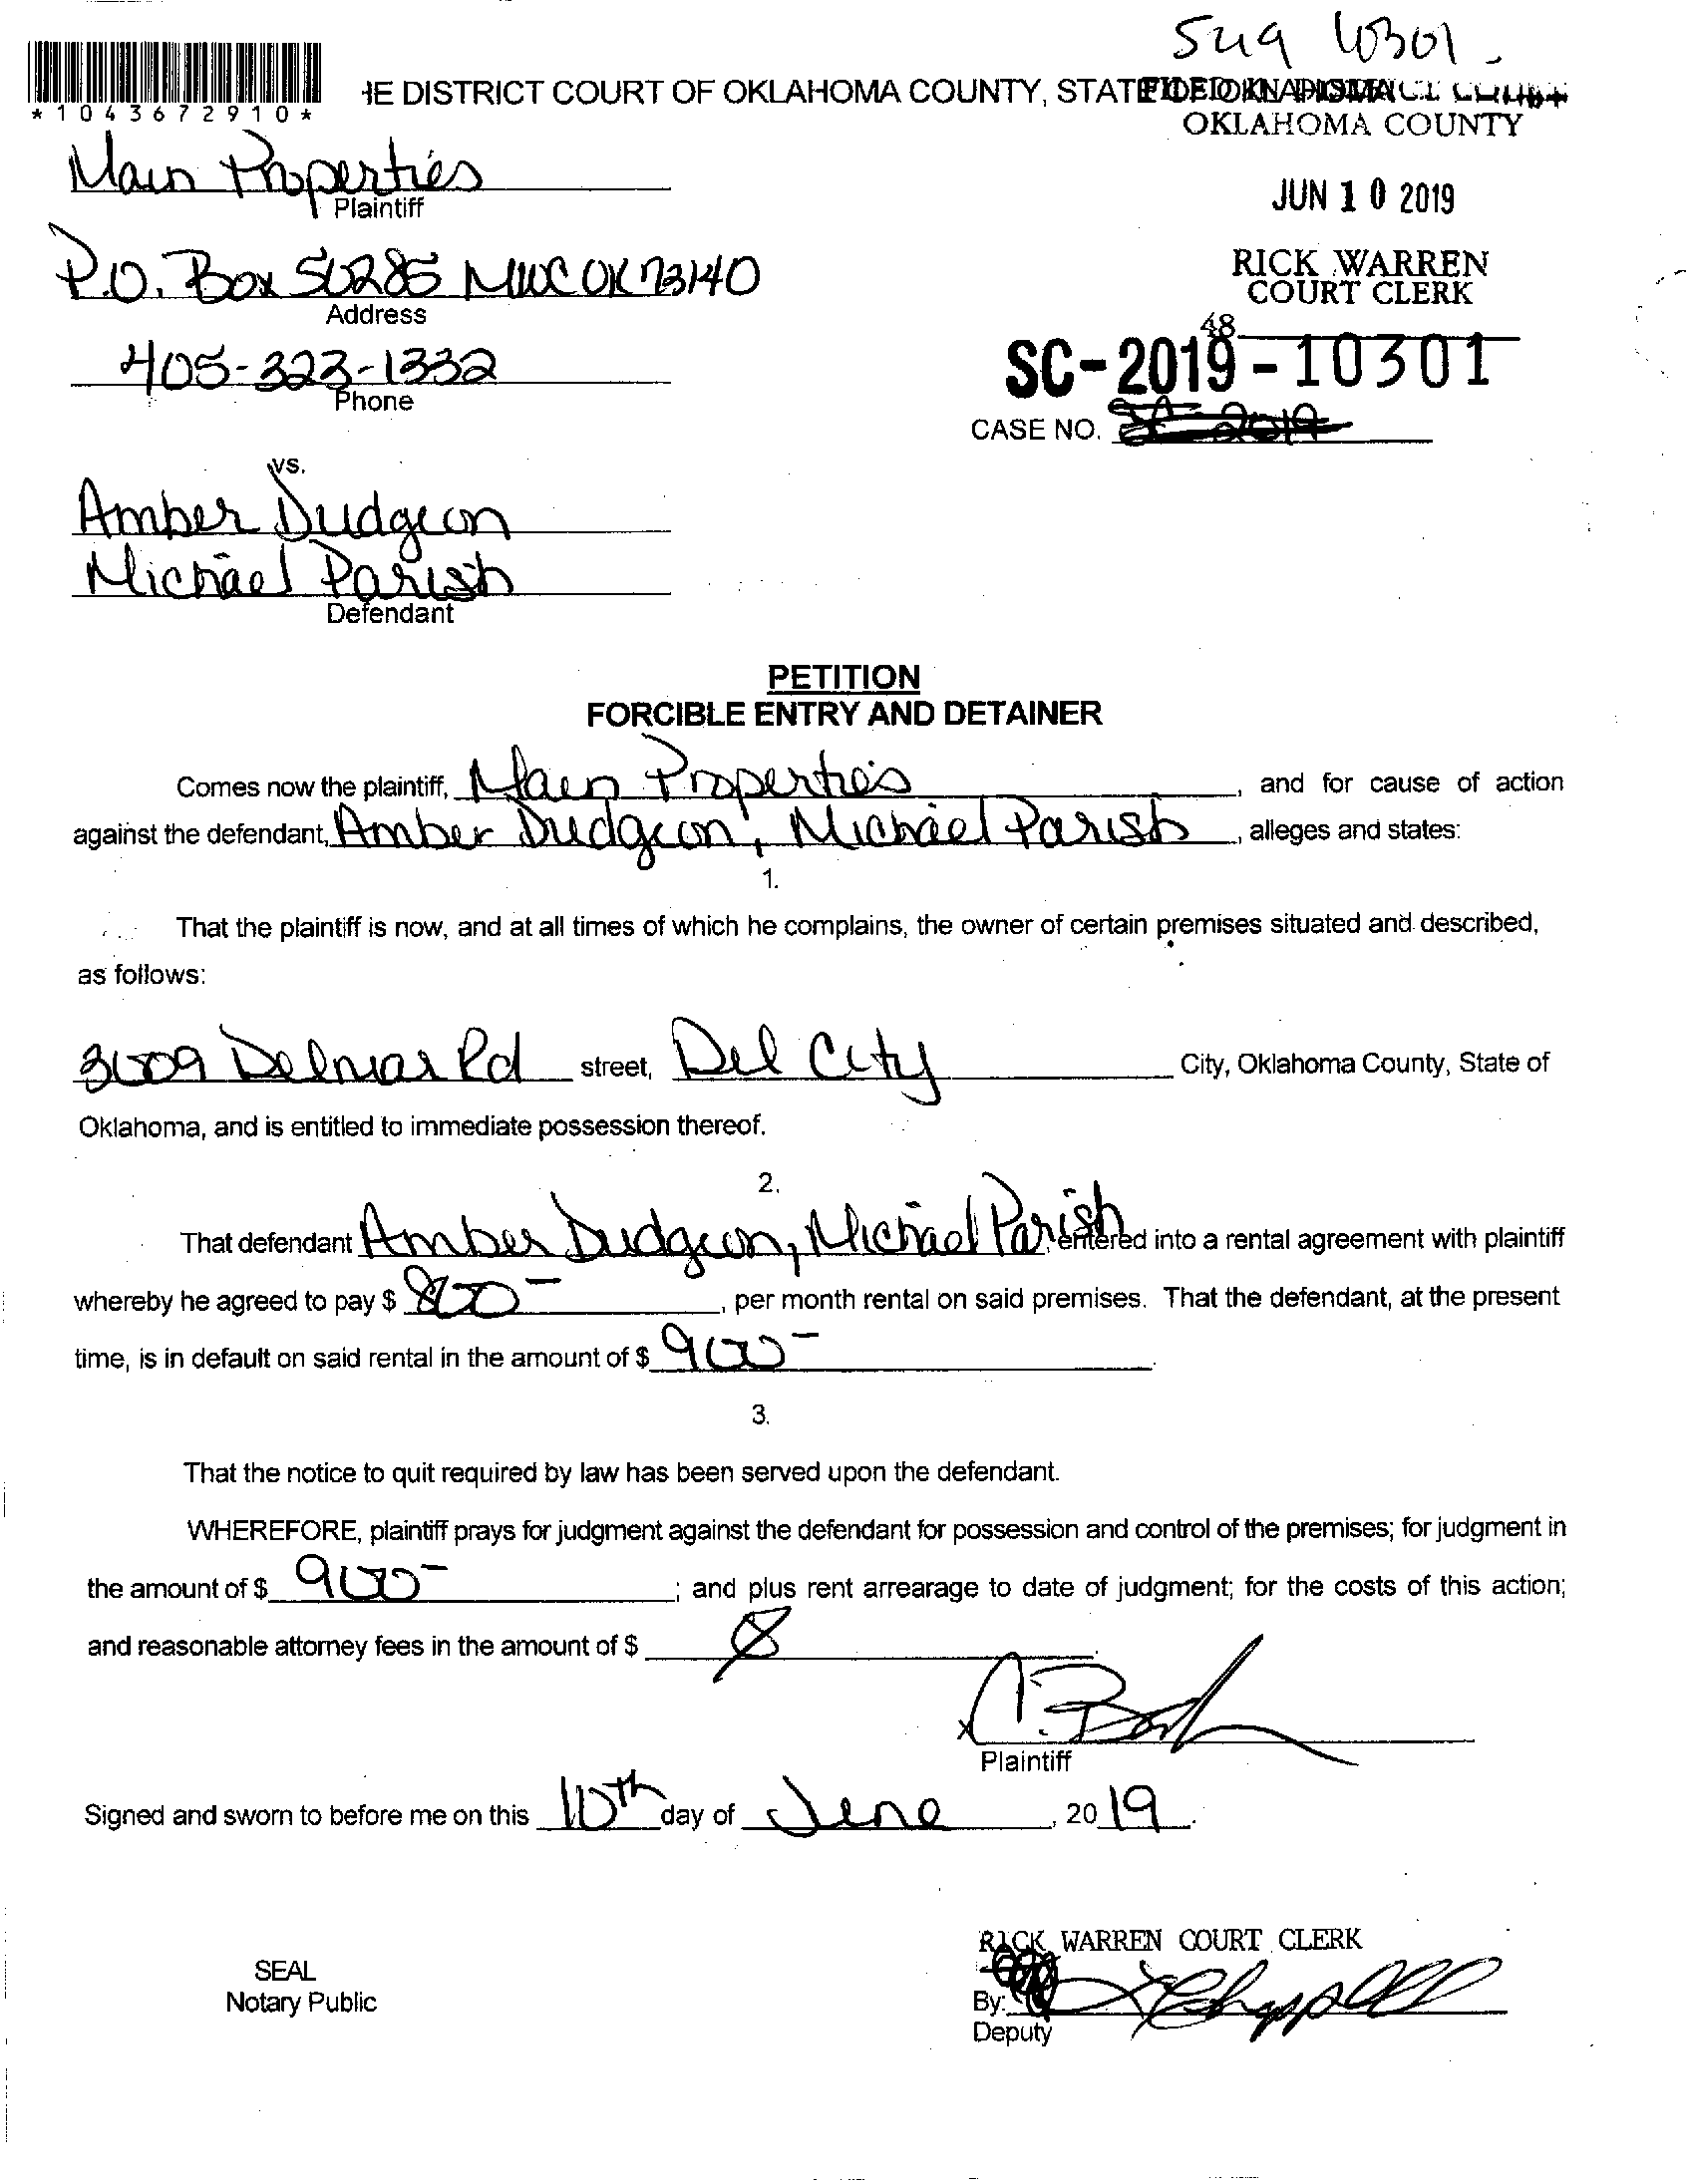 *1043672910*
HE DISTRICT COURT OF OKLAHOMA COUNTY, STATE
FILED IN DISTRICT COURT
OKLAHOMA COUNTY
Main Properties
Plaintiff
JUN 10 2019
P.O. Box 56285 MWC OK 73140
Address
RICK WARREN
COURT CLERK
405-323-1332
Phone
48
SC-2019-10301
CASE NO.
vs.
Amber Dudgeon
Michael Parish
Defendant
PETITION
FORCIBLE ENTRY AND DETAINER
Comes now the plaintiff, Main Properties, and for cause of action
against the defendant, Amber Dudgeon, Michael Parish, alleges and states:
1.
That the plaintiff is now, and at all times of which he complains, the owner of certain premises situated and described,
as follows:
3609 Delmar Rd street, Del City City, Oklahoma County, State of
Oklahoma, and is entitled to immediate possession thereof.
2.
That defendant Amber Dudgeon, Michael Parish, entered into a rental agreement with plaintiff
whereby he agreed to pay $ 800-, per month rental on said premises. That the defendant, at the present
time, is in default on said rental in the amount of $ 900-.
3.
That the notice to quit required by law has been served upon the defendant.
WHEREFORE, plaintiff prays for judgment against the defendant for possession and control of the premises; for judgment in
the amount of $ 900-; and plus rent arrearage to date of judgment; for the costs of this action;
and reasonable attorney fees in the amount of $
x
Plaintiff
Signed and sworn to before me on this 10th day of June, 2019.
RICK WARREN COURT CLERK
SEAL
Notary Public
By:
Deputy